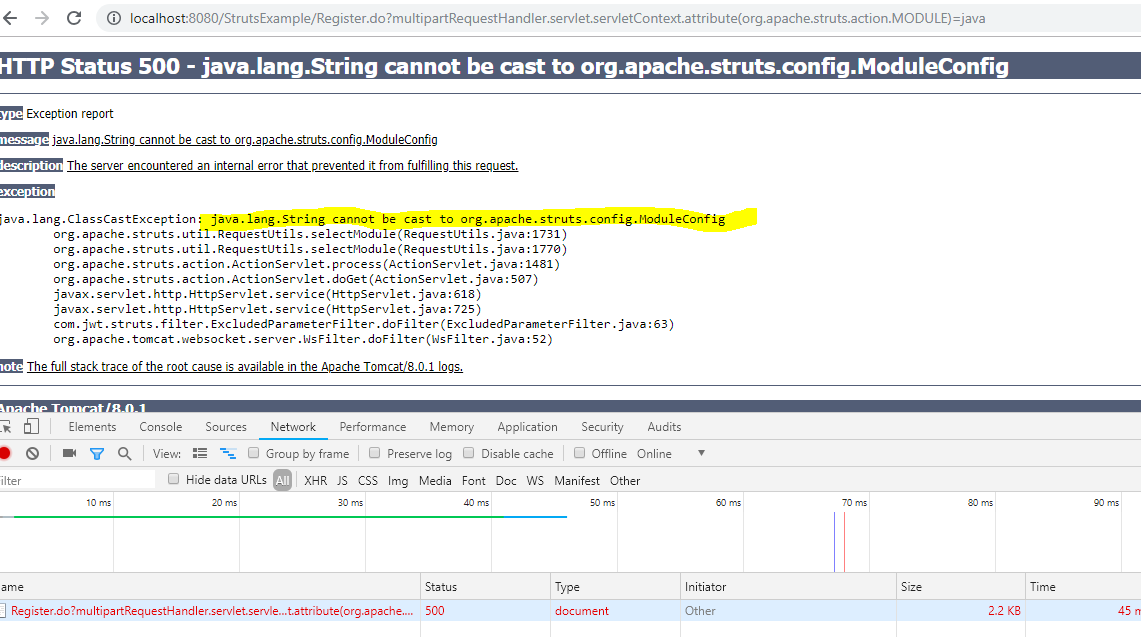 localhost:8080/StrutsExample/Register.do?multipartRequestHandler.servlet.servletContext.attribute(org.apache.struts.action.MODULE)=java
HTTP Status 500 - java.lang.String cannot be cast to org.apache.struts.config.ModuleConfig
type Exception report
message java.lang.String cannot be cast to org.apache.struts.config.ModuleConfig
description The server encountered an internal error that prevented it from fulfilling this request.
exception
java.lang.ClassCastException: java.lang.String cannot be cast to org.apache.struts.config.ModuleConfig
org.apache.struts.util.RequestUtils.selectModule(RequestUtils.java:1731)
org.apache.struts.util.RequestUtils.selectModule(RequestUtils.java:1770)
org.apache.struts.action.ActionServlet.process(ActionServlet.java:1481)
org.apache.struts.action.ActionServlet.doGet(ActionServlet.java:507)
javax.servlet.http.HttpServlet.service(HttpServlet.java:618)
javax.servlet.http.HttpServlet.service(HttpServlet.java:725)
com.jwt.struts.filter.ExcludedParameterFilter.doFilter(ExcludedParameterFilter.java:63)
org.apache.tomcat.websocket.server.WsFilter.doFilter(WsFilter.java:52)
note The full stack trace of the root cause is available in the Apache Tomcat/8.0.1 logs.
Apache Tomcat/8.0.1
Elements Console Sources Network Performance Memory Application Security Audits
View: Group by frame Preserve log Disable cache Offline Online
ilter Hide data URLs All XHR JS CSS Img Media Font Doc WS Manifest Other
10 ms 20 ms 30 ms 40 ms 50 ms 60 ms 70 ms 80 ms 90 ms
ame Status Type Initiator Size Time
Register.do?multipartRequestHandler.servlet.servle...t.attribute(org.apache.... 500 document Other 2.2 KB 45 m